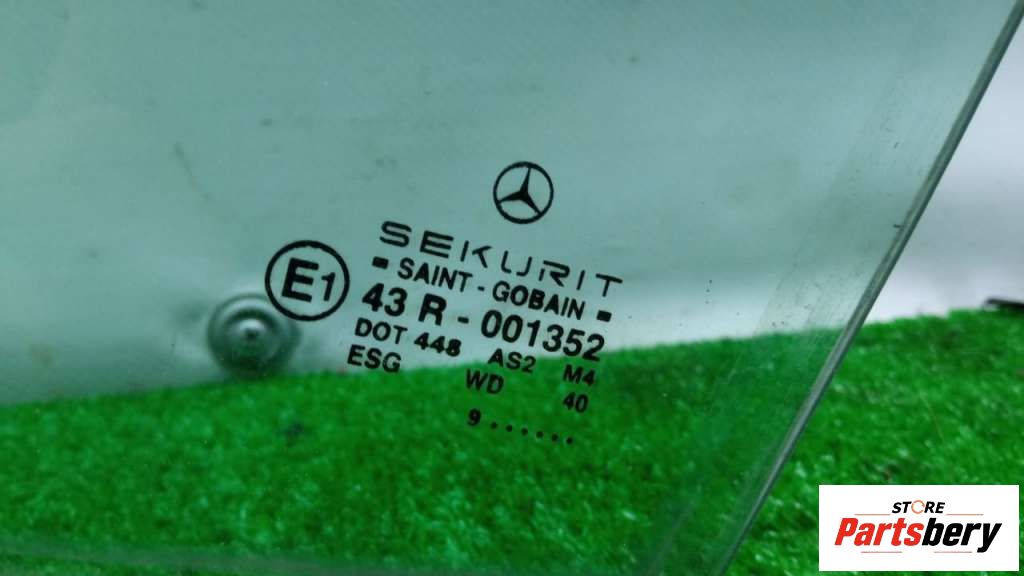 SEKURIT
SAINT - GOBAIN
E1
43 R - 001352
DOT 448 AS2 M4
ESG WD 40
9......
STORE
Partsbery